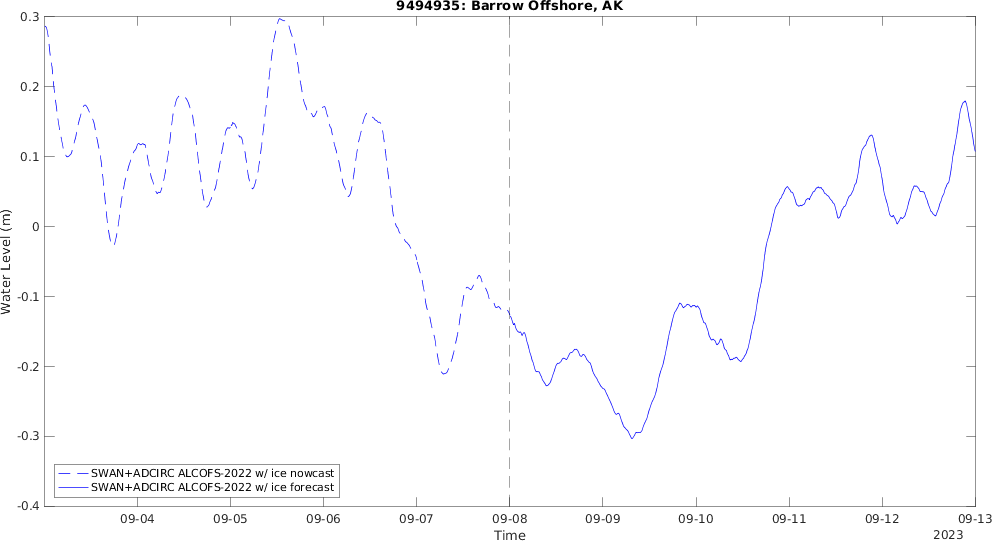 9494935: Barrow Offshore, AK
Water Level (m)
0.3
0.2
0.1
0
-0.1
-0.2
-0.3
-0.4
SWAN+ADCIRC ALCOFS-2022 w/ ice nowcast
SWAN+ADCIRC ALCOFS-2022 w/ ice forecast
09-04 09-05 09-06 09-07 09-08 09-09 09-10 09-11 09-12 09-13
Time
2023